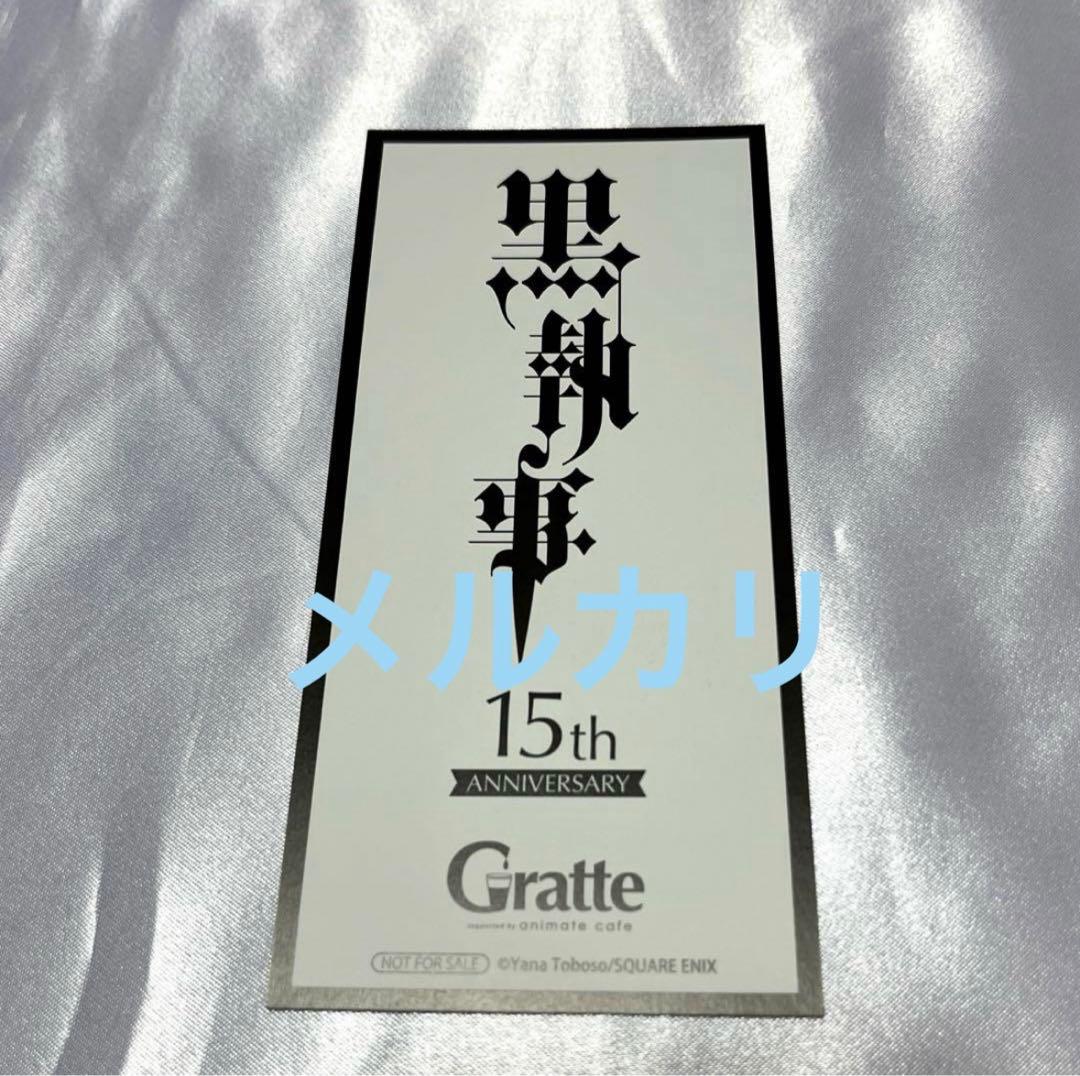 黒執事
メルカリ
15th
ANNIVERSARY
Gratte
supported by animate cafe
NOT FOR SALE ©Yana Toboso/SQUARE ENIX